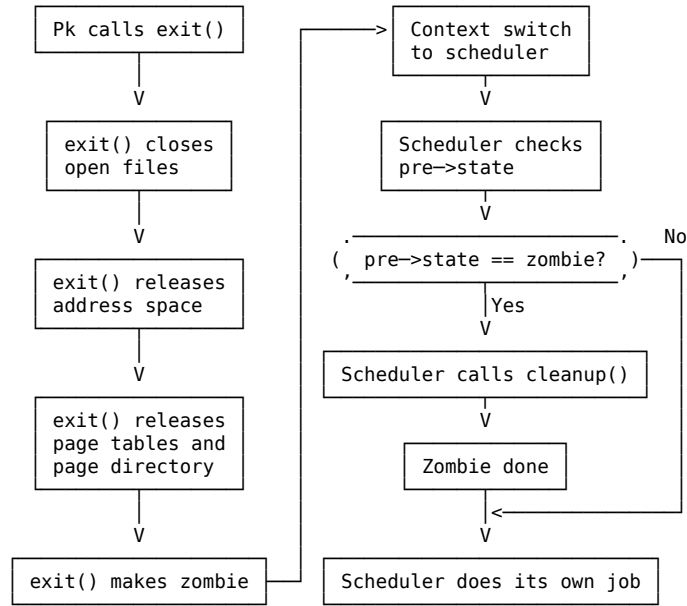 Pk calls exit()
exit() closes
open files
exit() releases
address space
exit() releases
page tables and
page directory
exit() makes zombie
Context switch
to scheduler
Scheduler checks
pre—>state
No
pre—>state == zombie?
Yes
Scheduler calls cleanup()
Zombie done
Scheduler does its own job